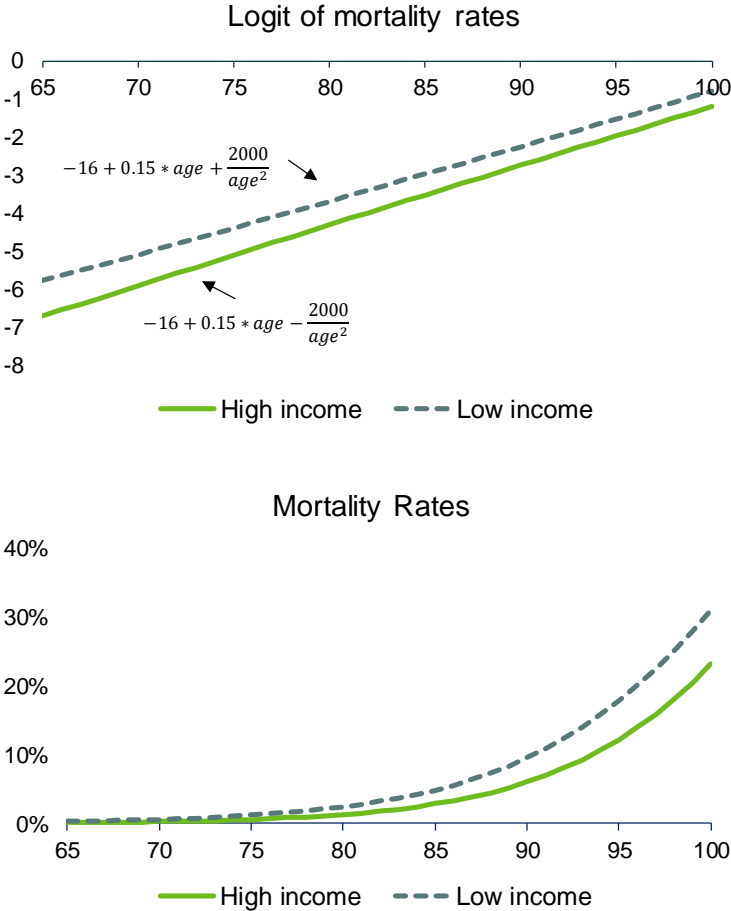 Logit of mortality rates
0
65 70 75 80 85 90 95 100
-1
-2
-3
-4
-5
-6
-7
-8
−16 + 0.15 ∗ age + 2000/age²
−16 + 0.15 ∗ age − 2000/age²
High income Low income
Mortality Rates
40%
30%
20%
10%
0%
65 70 75 80 85 90 95 100
High income Low income